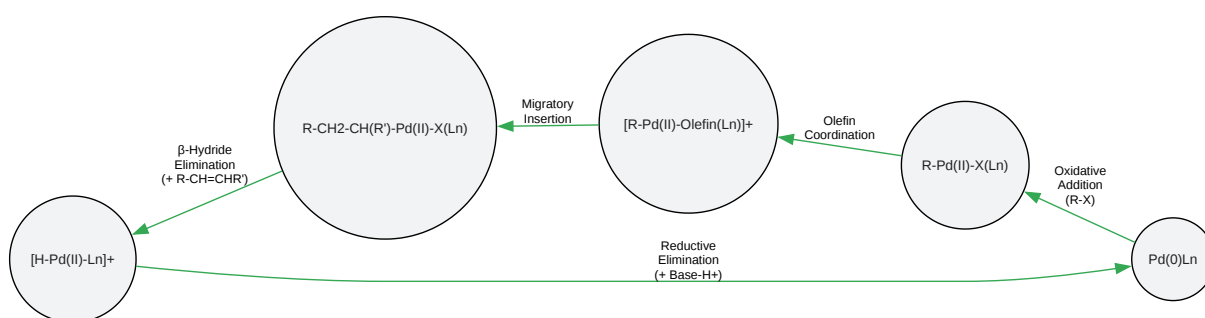 Migratory
Insertion
R-CH2-CH(R')-Pd(II)-X(Ln)
[R-Pd(II)-Olefin(Ln)]+
Olefin
Coordination
β-Hydride
Elimination
(+ R-CH=CHR')
R-Pd(II)-X(Ln)
Oxidative
Addition
(R-X)
[H-Pd(II)-Ln]+
Reductive
Elimination
(+ Base-H+)
Pd(0)Ln